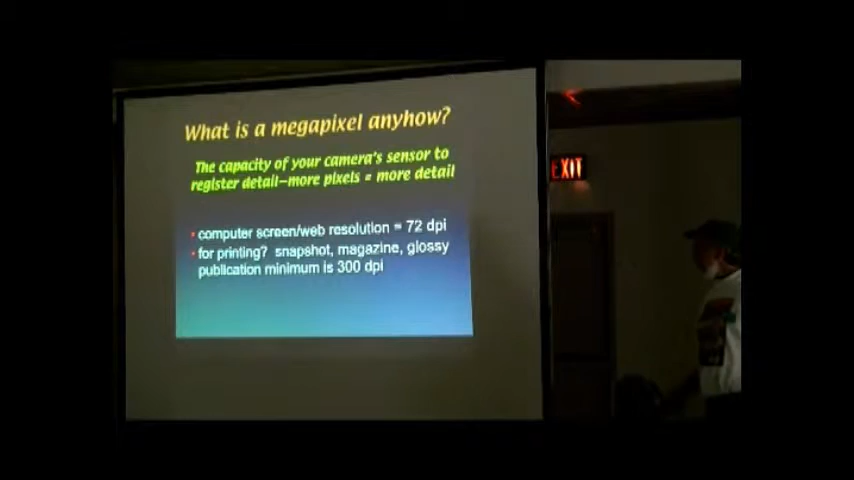 What is a megapixel anyhow?
The capacity of your camera's sensor to
register detail—more pixels = more detail
• computer screen/web resolution = 72 dpi
• for printing? snapshot, magazine, glossy
publication minimum is 300 dpi
EXIT